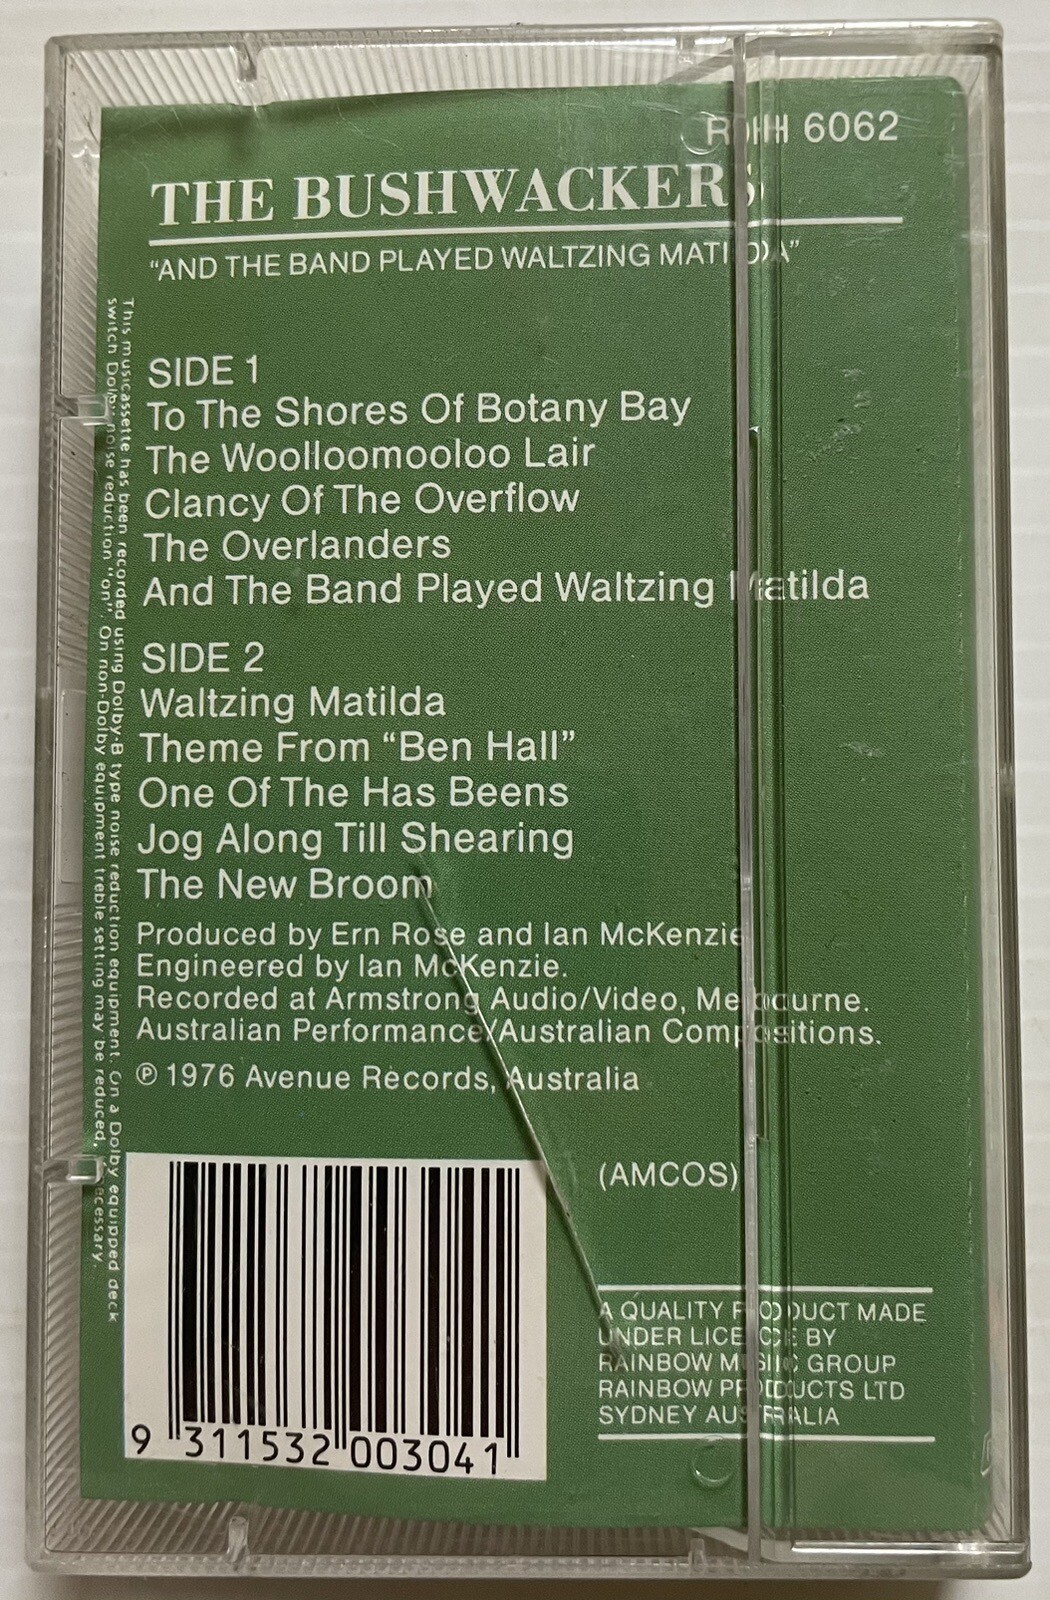 6062
THE BUSHWACKERS
"AND THE BAND PLAYED WALTZING MATILDA"
SIDE 1
To The Shores Of Botany Bay
The Woolloomooloo Lair
Clancy Of The Overflow
The Overlanders
And The Band Played Waltzing Matilda
SIDE 2
Waltzing Matilda
Theme From “Ben Hall”
One Of The Has Beens
Jog Along Till Shearing
The New Broom
Produced by Ern Rose and Ian McKenzie
Engineered by Ian McKenzie.
Recorded at Armstrong Audio/Video, Melbourne.
Australian Performance/Australian Compositions.
℗ 1976 Avenue Records, Australia
(AMCOS)
A QUALITY PRODUCT MADE
UNDER LICENCE BY
RAINBOW MUSIC GROUP
RAINBOW PRODUCTS LTD
SYDNEY AUSTRALIA
9 311532 003041
This musicassette has been recorded using Dolby-B type noise reduction equipment. On a Dolby equipped deck
switch Dolby noise reduction "on". On non-Dolby equipment treble setting may be reduced, if necessary.